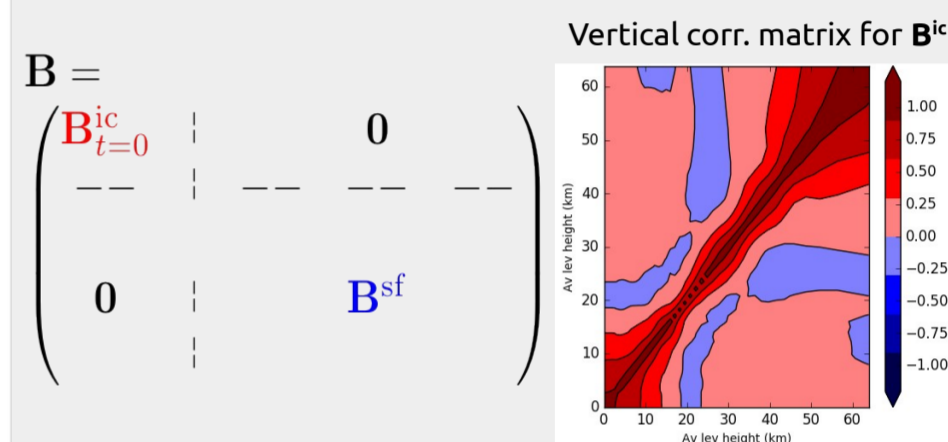 Vertical corr. matrix for B^ic
B =
B^ic_{t=0} 0
0 B^sf
60
50
40
30
20
10
0
Av lev height (km)
0 10 20 30 40 50 60
Av lev height (km)
1.00
0.75
0.50
0.25
0.00
−0.25
−0.50
−0.75
−1.00